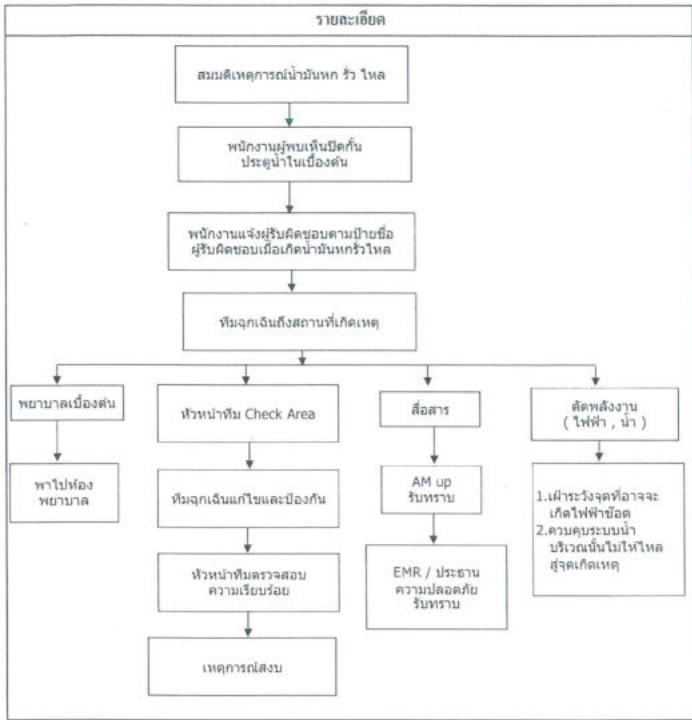 รายละเอียด
สมมติเหตุการณ์น้ำมันหก รั่ว ไหล
พนักงานผู้พบเห็นปิดกั้น
ประตูน้ำในเบื้องต้น
พนักงานแจ้งผู้รับผิดชอบตามป้ายชื่อ
ผู้รับผิดชอบเมื่อเกิดน้ำมันหกรั่วไหล
ทีมฉุกเฉินถึงสถานที่เกิดเหตุ
พยาบาลเบื้องต้น
พาไปห้อง
พยาบาล
หัวหน้าทีม Check Area
ทีมฉุกเฉินแก้ไขและป้องกัน
หัวหน้าทีมตรวจสอบ
ความเรียบร้อย
เหตุการณ์สงบ
สื่อสาร
AM up
รับทราบ
EMR / ประธาน
ความปลอดภัย
รับทราบ
ตัดพลังงาน
( ไฟฟ้า , น้ำ )
1.เฝ้าระวังจุดที่อาจจะ
เกิดไฟฟ้าช๊อต
2.ควบคุบระบบน้ำ
บริเวณนั้นไม่ให้ไหล
สู่จุดเกิดเหตุ